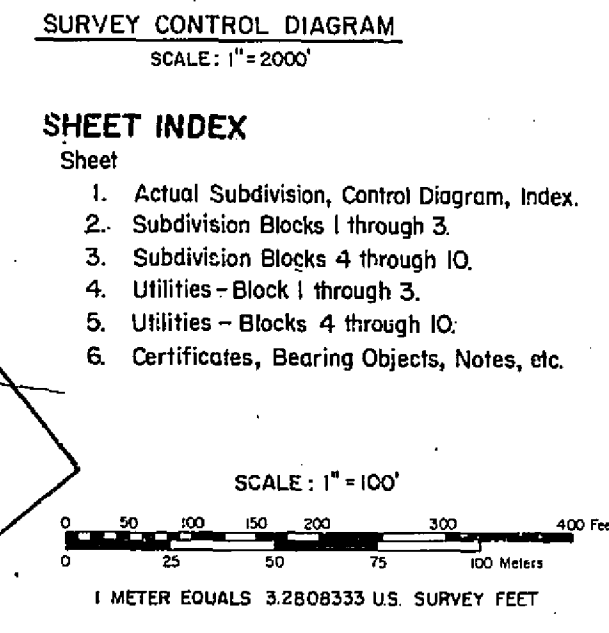 SURVEY CONTROL DIAGRAM
SCALE: 1"=2000'
SHEET INDEX
Sheet
1. Actual Subdivision, Control Diagram, Index.
2. Subdivision Blocks 1 through 3.
3. Subdivision Blocks 4 through 10.
4. Utilities - Block 1 through 3.
5. Utilities - Blocks 4 through 10.
6. Certificates, Bearing Objects, Notes, etc.
SCALE: 1" = 100'
0 50 100 150 200 300 400 Fee
0 25 50 75 100 Meters
1 METER EQUALS 3.2808333 U.S. SURVEY FEET